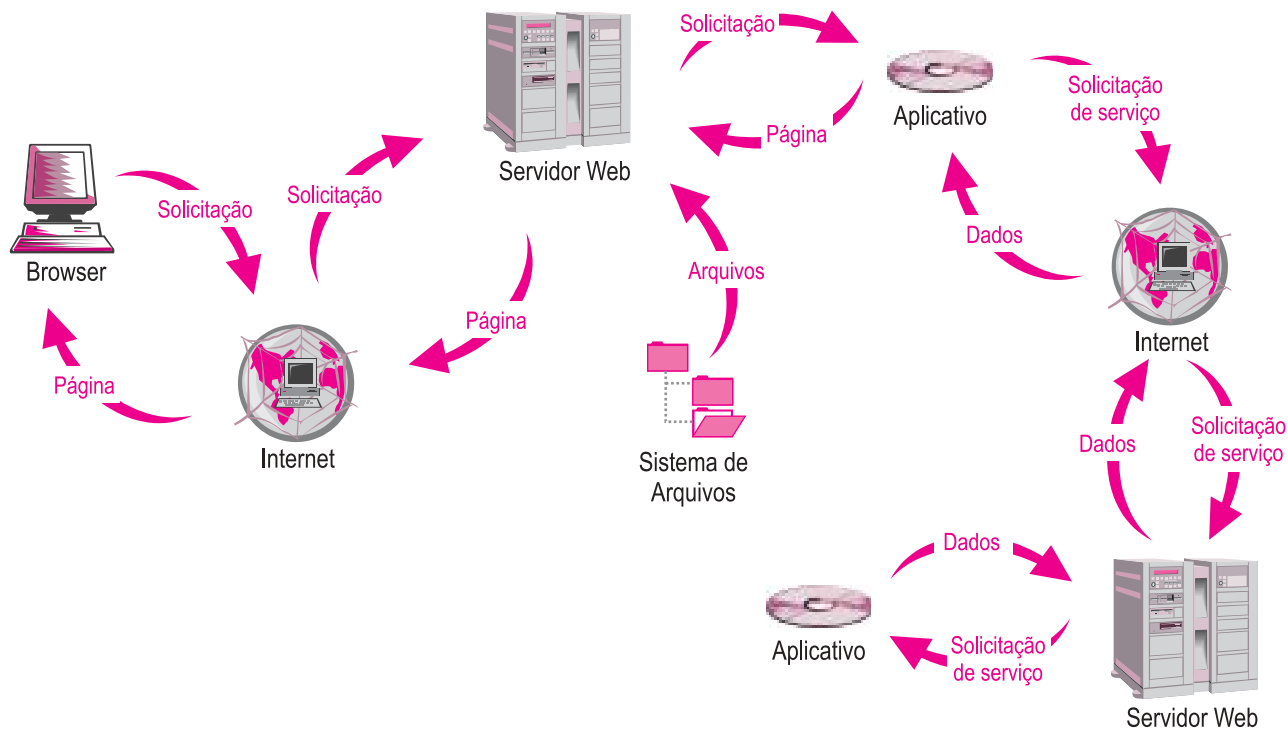 Solicitação
Aplicativo
Solicitação
de serviço
Página
Servidor Web
Browser
Solicitação
Solicitação
Dados
Arquivos
Página
Internet
Página
Internet
Sistema de
Arquivos
Dados
Solicitação
de serviço
Dados
Aplicativo
Solicitação
de serviço
Servidor Web